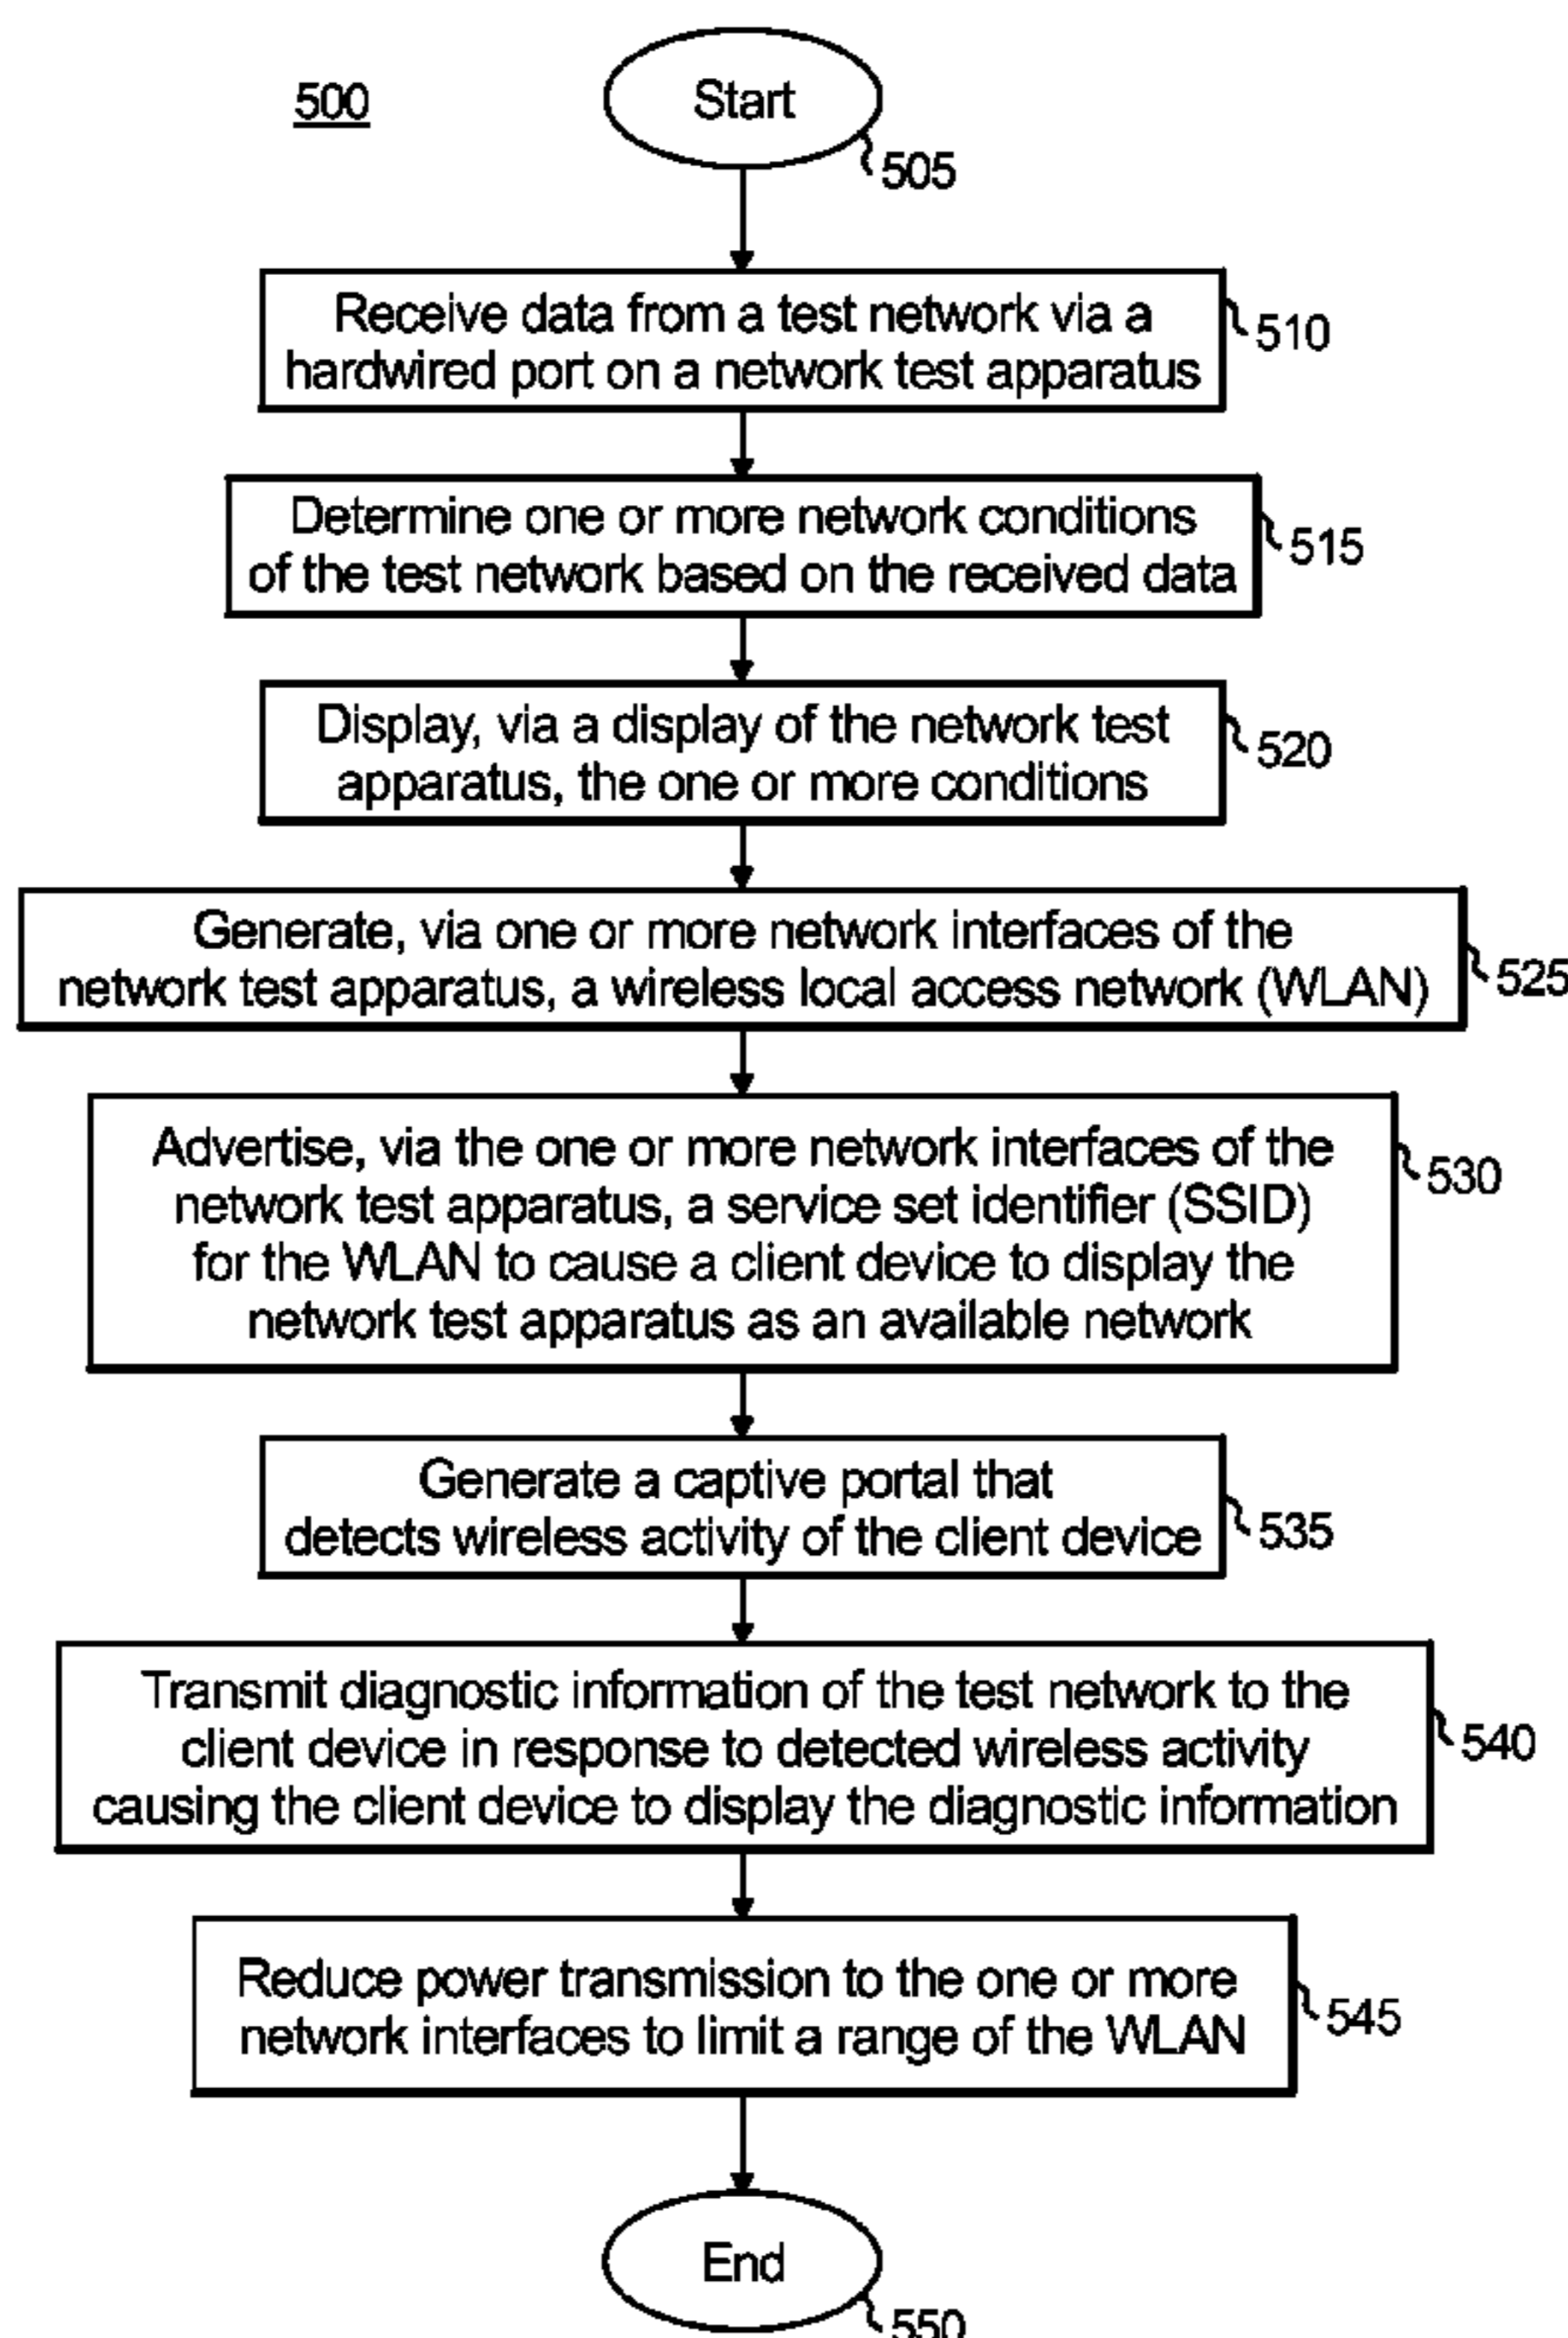 500
Start
505
Receive data from a test network via a
hardwired port on a network test apparatus
510
Determine one or more network conditions
of the test network based on the received data
515
Display, via a display of the network test
apparatus, the one or more conditions
520
Generate, via one or more network interfaces of the
network test apparatus, a wireless local access network (WLAN)
525
Advertise, via the one or more network interfaces of the
network test apparatus, a service set identifier (SSID)
for the WLAN to cause a client device to display the
network test apparatus as an available network
530
Generate a captive portal that
detects wireless activity of the client device
535
Transmit diagnostic information of the test network to the
client device in response to detected wireless activity
causing the client device to display the diagnostic information
540
Reduce power transmission to the one or more
network interfaces to limit a range of the WLAN
545
End
550